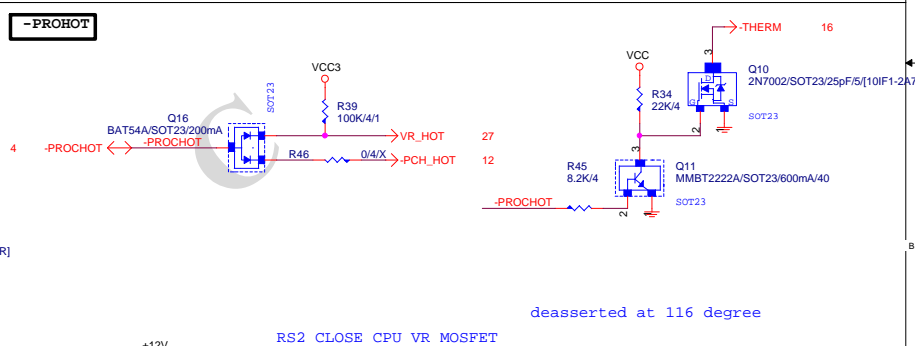 -PROHOT
-THERM 16
VCC3
VCC
3
Q10
2N7002/SOT23/25pF/5/[10IF1-2A7
D
G
S
SOT23
SOT23
R39
100K/4/1
R34
22K/4
Q16
BAT54A/SOT23/200mA
2
4 -PROCHOT
-PROCHOT
VR_HOT 27
3
R46
0/4/X
-PCH_HOT 12
R45
8.2K/4
Q11
MMBT2222A/SOT23/600mA/40
SOT23
-PROCHOT
2
C
R]
B
deasserted at 116 degree
RS2 CLOSE CPU VR MOSFET
+12V